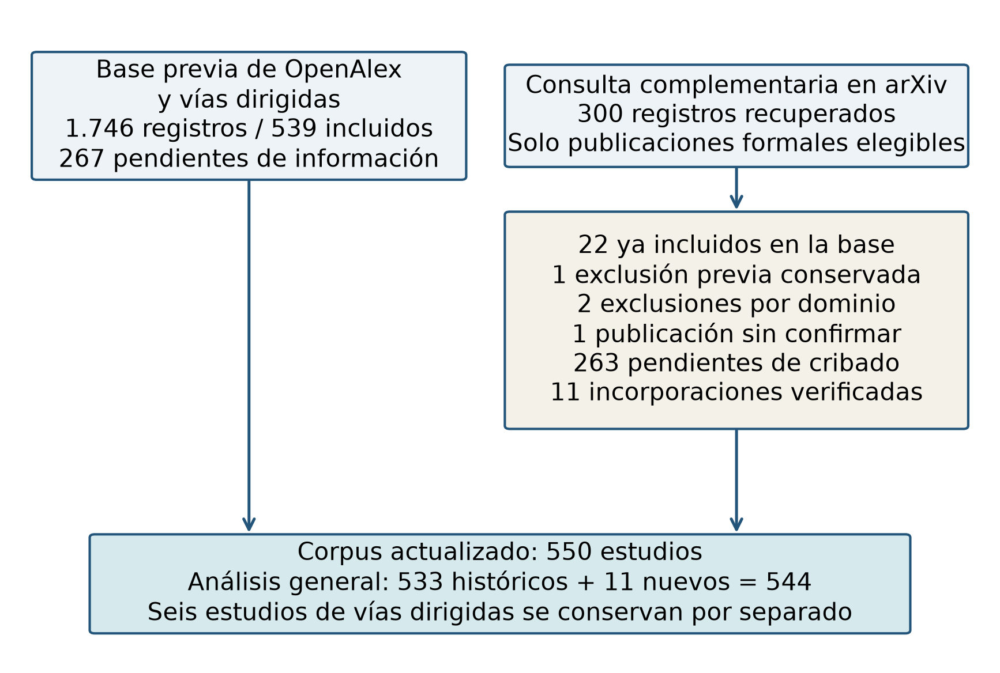 Base previa de OpenAlex
y vías dirigidas
1.746 registros / 539 incluidos
267 pendientes de información
Consulta complementaria en arXiv
300 registros recuperados
Solo publicaciones formales elegibles
22 ya incluidos en la base
1 exclusión previa conservada
2 exclusiones por dominio
1 publicación sin confirmar
263 pendientes de cribado
11 incorporaciones verificadas
Corpus actualizado: 550 estudios
Análisis general: 533 históricos + 11 nuevos = 544
Seis estudios de vías dirigidas se conservan por separado